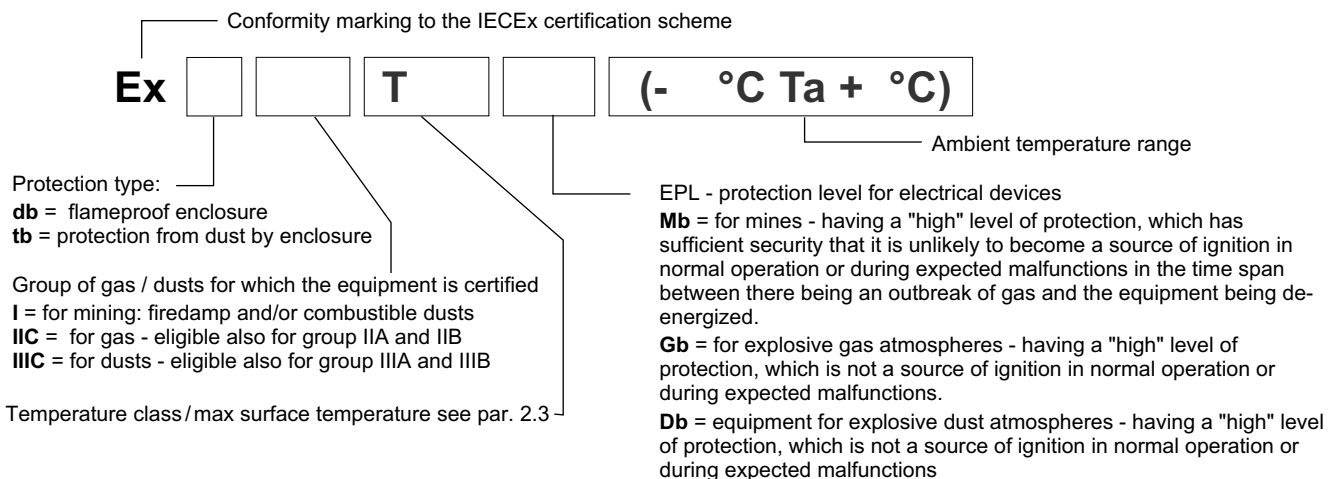 Conformity marking to the IECEx certification scheme
Ex T (- °C Ta + °C)
Ambient temperature range
Protection type:
db = flameproof enclosure
tb = protection from dust by enclosure
Group of gas / dusts for which the equipment is certified
I = for mining: firedamp and/or combustible dusts
IIC = for gas - eligible also for group IIA and IIB
IIIC = for dusts - eligible also for group IIIA and IIIB
Temperature class/max surface temperature see par. 2.3
EPL - protection level for electrical devices
Mb = for mines - having a "high" level of protection, which has
sufficient security that it is unlikely to become a source of ignition in
normal operation or during expected malfunctions in the time span
between there being an outbreak of gas and the equipment being de-
energized.
Gb = for explosive gas atmospheres - having a "high" level of
protection, which is not a source of ignition in normal operation or
during expected malfunctions.
Db = equipment for explosive dust atmospheres - having a "high" level
of protection, which is not a source of ignition in normal operation or
during expected malfunctions